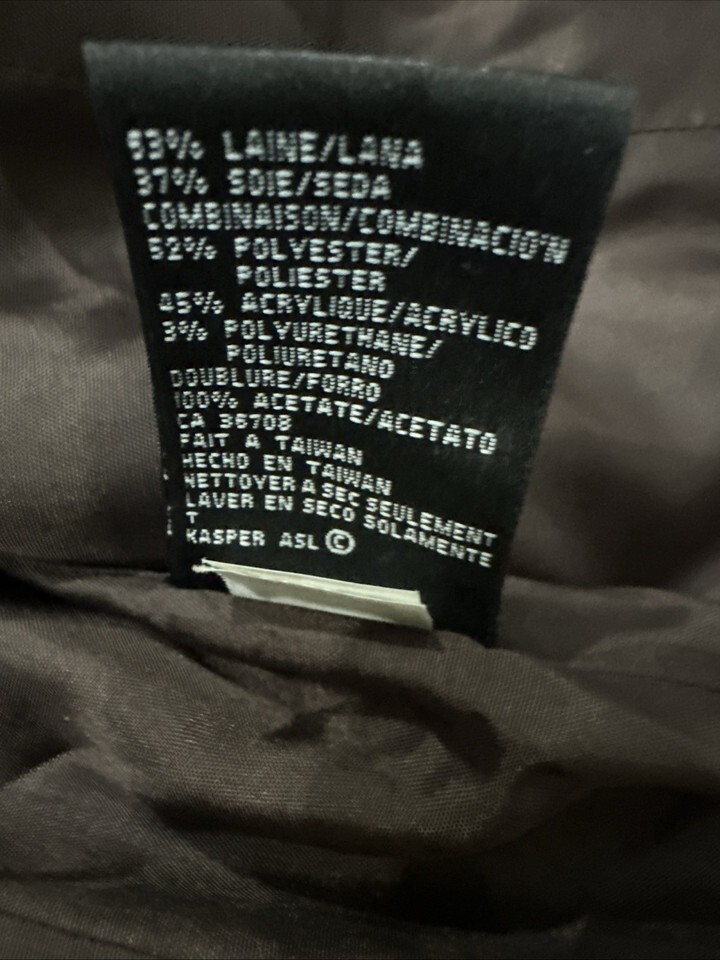 63% LAINE/LANA
37% SOIE/SEDA
COMBINAISON/COMBINACIO'N
52% POLYESTER/
POLIESTER
45% ACRYLIQUE/ACRYLICO
3% POLYURETHANE/
POLIURETANO
DOUBLURE/FORRO
100% ACETATE/ACETATO
CA 36708
FAIT A TAIWAN
HECHO EN TAIWAN
NETTOYER A SEC SEULEMENT
LAVER EN SECO SOLAMENTE
T
KASPER ASL ©